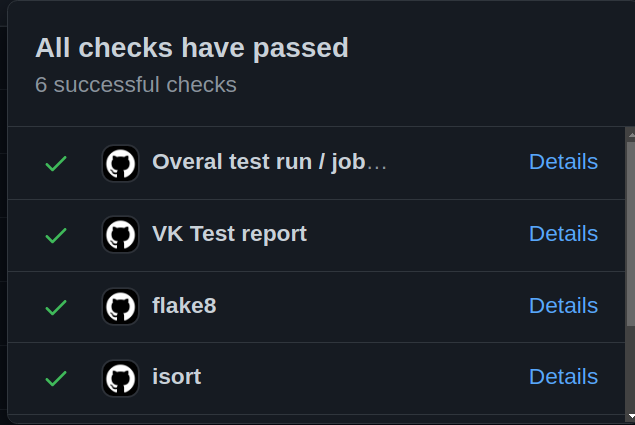 All checks have passed
6 successful checks
Overal test run / job...
Details
VK Test report
Details
flake8
Details
isort
Details